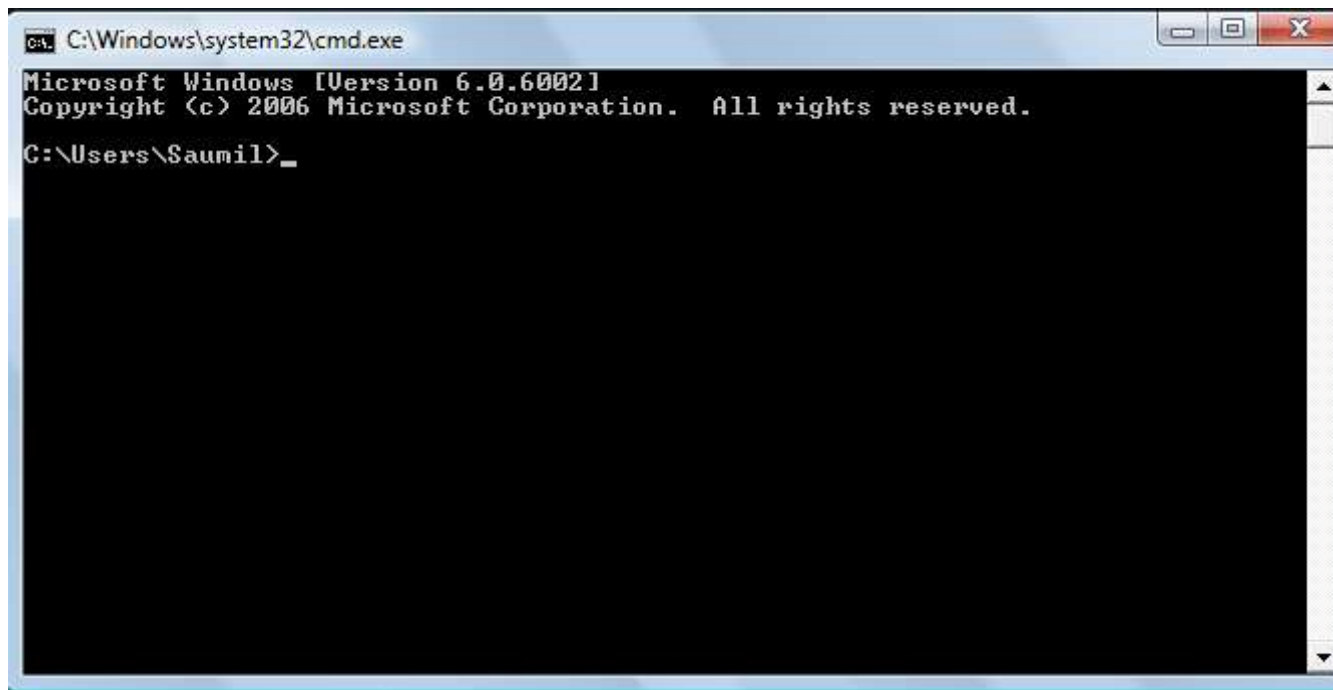 C:\Windows\system32\cmd.exe
Microsoft Windows [Version 6.0.6002]
Copyright (c) 2006 Microsoft Corporation.  All rights reserved.
C:\Users\Saumil>_